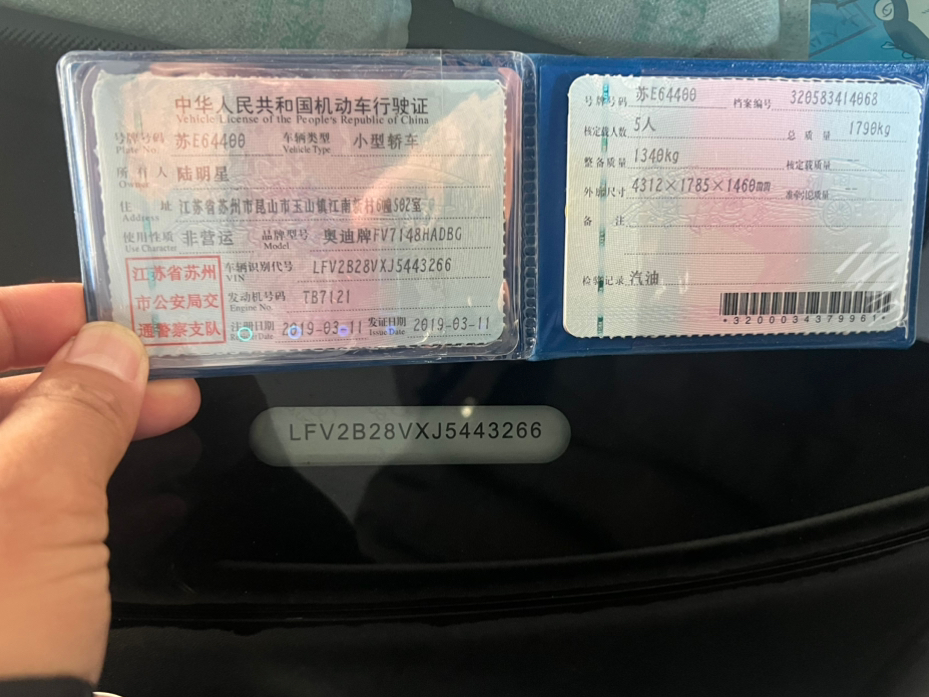 中华人民共和国机动车行驶证
Vehicle License of the People's Republic of China
号牌号码 苏E64400 车辆类型 小型轿车
Plate No. Vehicle Type
所有人 陆明星
Owner
住址 江苏省苏州市昆山市玉山镇江南新村6幢502室
Address
使用性质 非营运 品牌型号 奥迪牌FV7148HADBG
Use Character Model
江苏省苏州
市公安局交
通警察支队
车辆识别代号 LFV2B28VXJ5443266
VIN
发动机号码 TB7121
Engine No.
注册日期 2019-03-11 发证日期 2019-03-11
Register Date Issue Date
号牌号码 苏E64400 档案编号 320583414068
核定载人数 5人 总质量 1790kg
整备质量 1340kg 核定载质量 --
外廓尺寸 4312×1785×1460mm 准牵引总质量 --
备注
检验记录 汽油
LFV2B28VXJ5443266